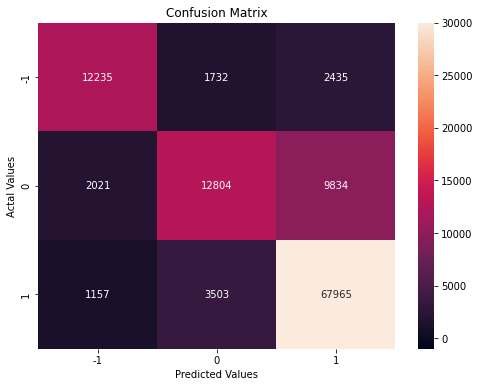 Confusion Matrix
30000
-1 12235 1732 2435
25000
20000
Actal Values
0 2021 12804 9834
15000
10000
5000
1 1157 3503 67965
0
-1 0 1
Predicted Values